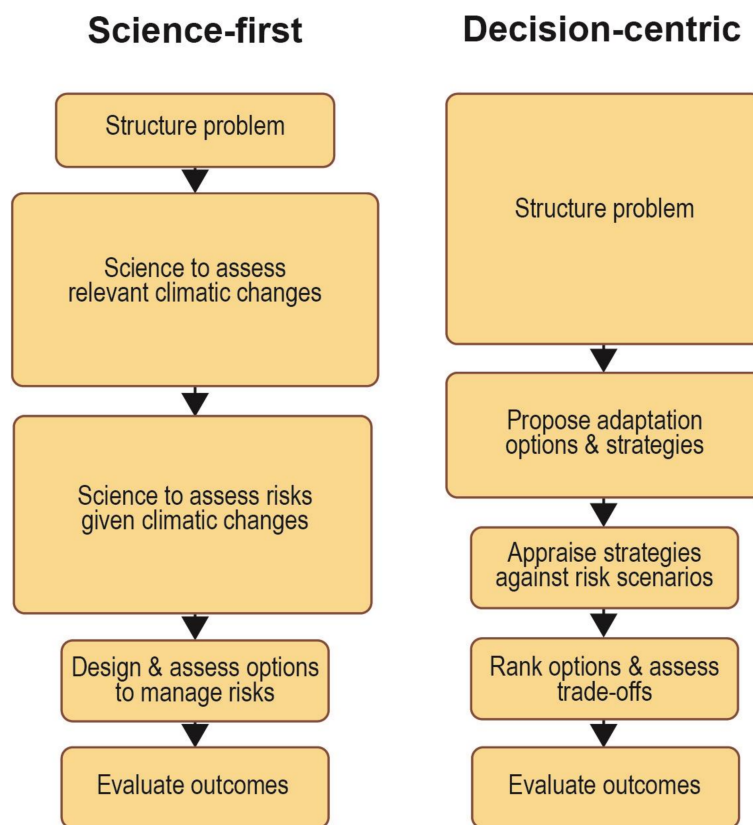 Science-first
Structure problem
Science to assess
relevant climatic changes
Science to assess risks
given climatic changes
Design & assess options
to manage risks
Evaluate outcomes
Decision-centric
Structure problem
Propose adaptation
options & strategies
Appraise strategies
against risk scenarios
Rank options & assess
trade-offs
Evaluate outcomes